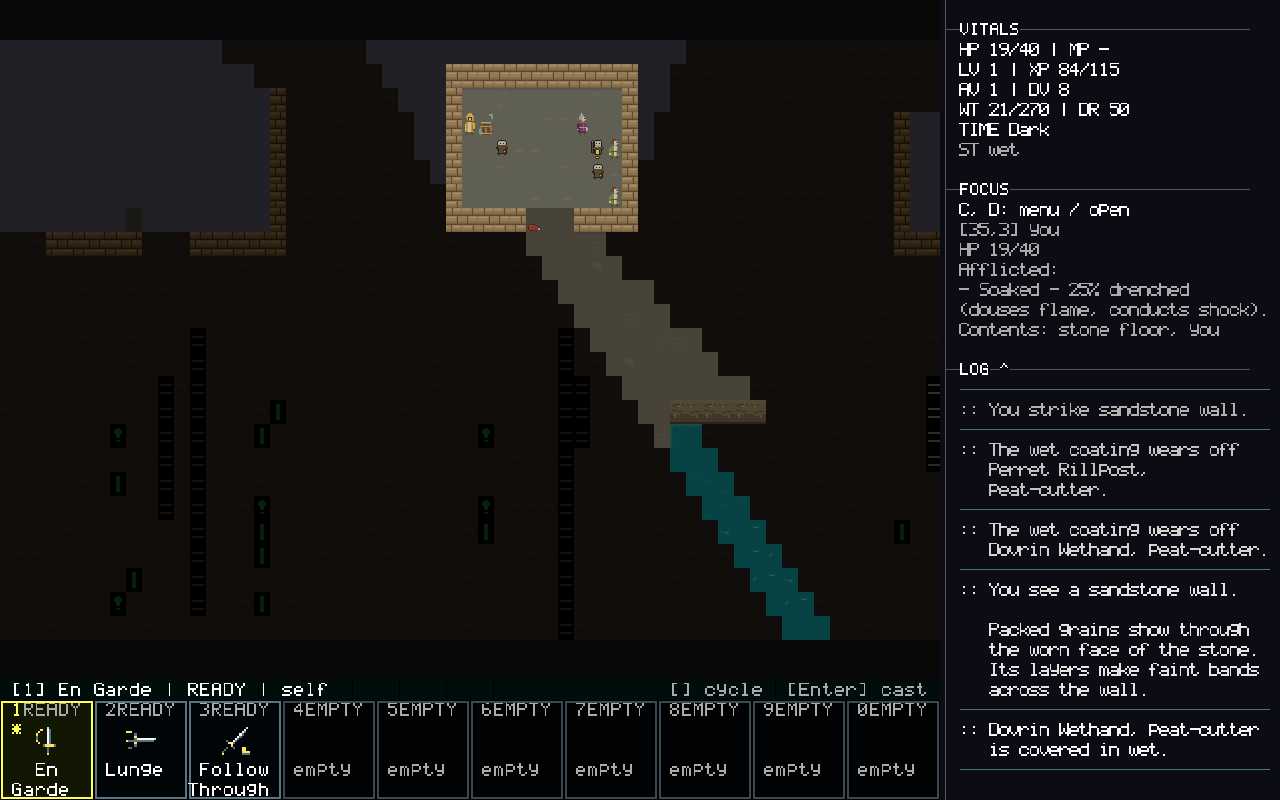 VITALS
HP 19/40 | MP -
LV 1 | XP 84/115
AV 1 | DV 8
WT 21/270 | DR 50
TIME Dark
ST wet
FOCUS
C, D: menu / oPen
[35,3] You
HP 19/40
Afflicted:
- Soaked - 25% drenched
(douses flame, conducts shock).
Contents: stone floor, You
LOG ^
:: You strike sandstone wall.
:: The wet coating wears off
Perret RillPost,
Peat-cutter.
:: The wet coating wears off
Dovrin Wethand, Peat-cutter.
:: You see a sandstone wall.
Packed grains show through
the worn face of the stone.
Its layers make faint bands
across the wall.
:: Dovrin Wethand, Peat-cutter
is covered in wet.
[1] En Garde | READY | self
[] cycle [Enter] cast
1READY 2READY 3READY 4EMPTY 5EMPTY 6EMPTY 7EMPTY 8EMPTY 9EMPTY 0EMPTY
*
En Garde
Lunge
Follow Through
emPty emPty emPty emPty emPty emPty emPty